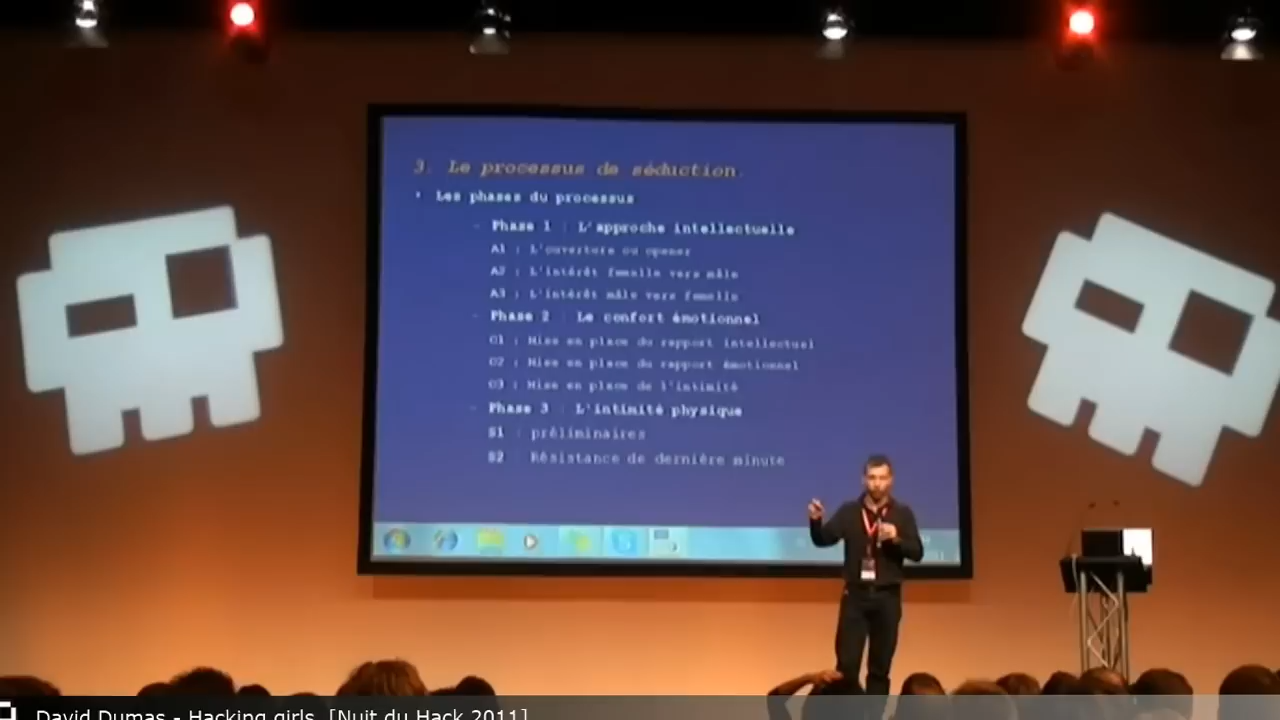 3. Le processus de séduction.
• Les phases du processus
- Phase 1 : L'approche intellectuelle
A1 : L'ouverture ou opener
A2 : L'intérêt femelle vers mâle
A3 : L'intérêt mâle vers femelle
- Phase 2 : Le confort émotionnel
C1 : Mise en place du rapport intellectuel
C2 : Mise en place du rapport émotionnel
C3 : Mise en place de l'intimité
- Phase 3 : L'intimité physique
S1 : préliminaires
S2 : Résistance de dernière minute
David Dumas - Hacking girls [Nuit du Hack 2011]